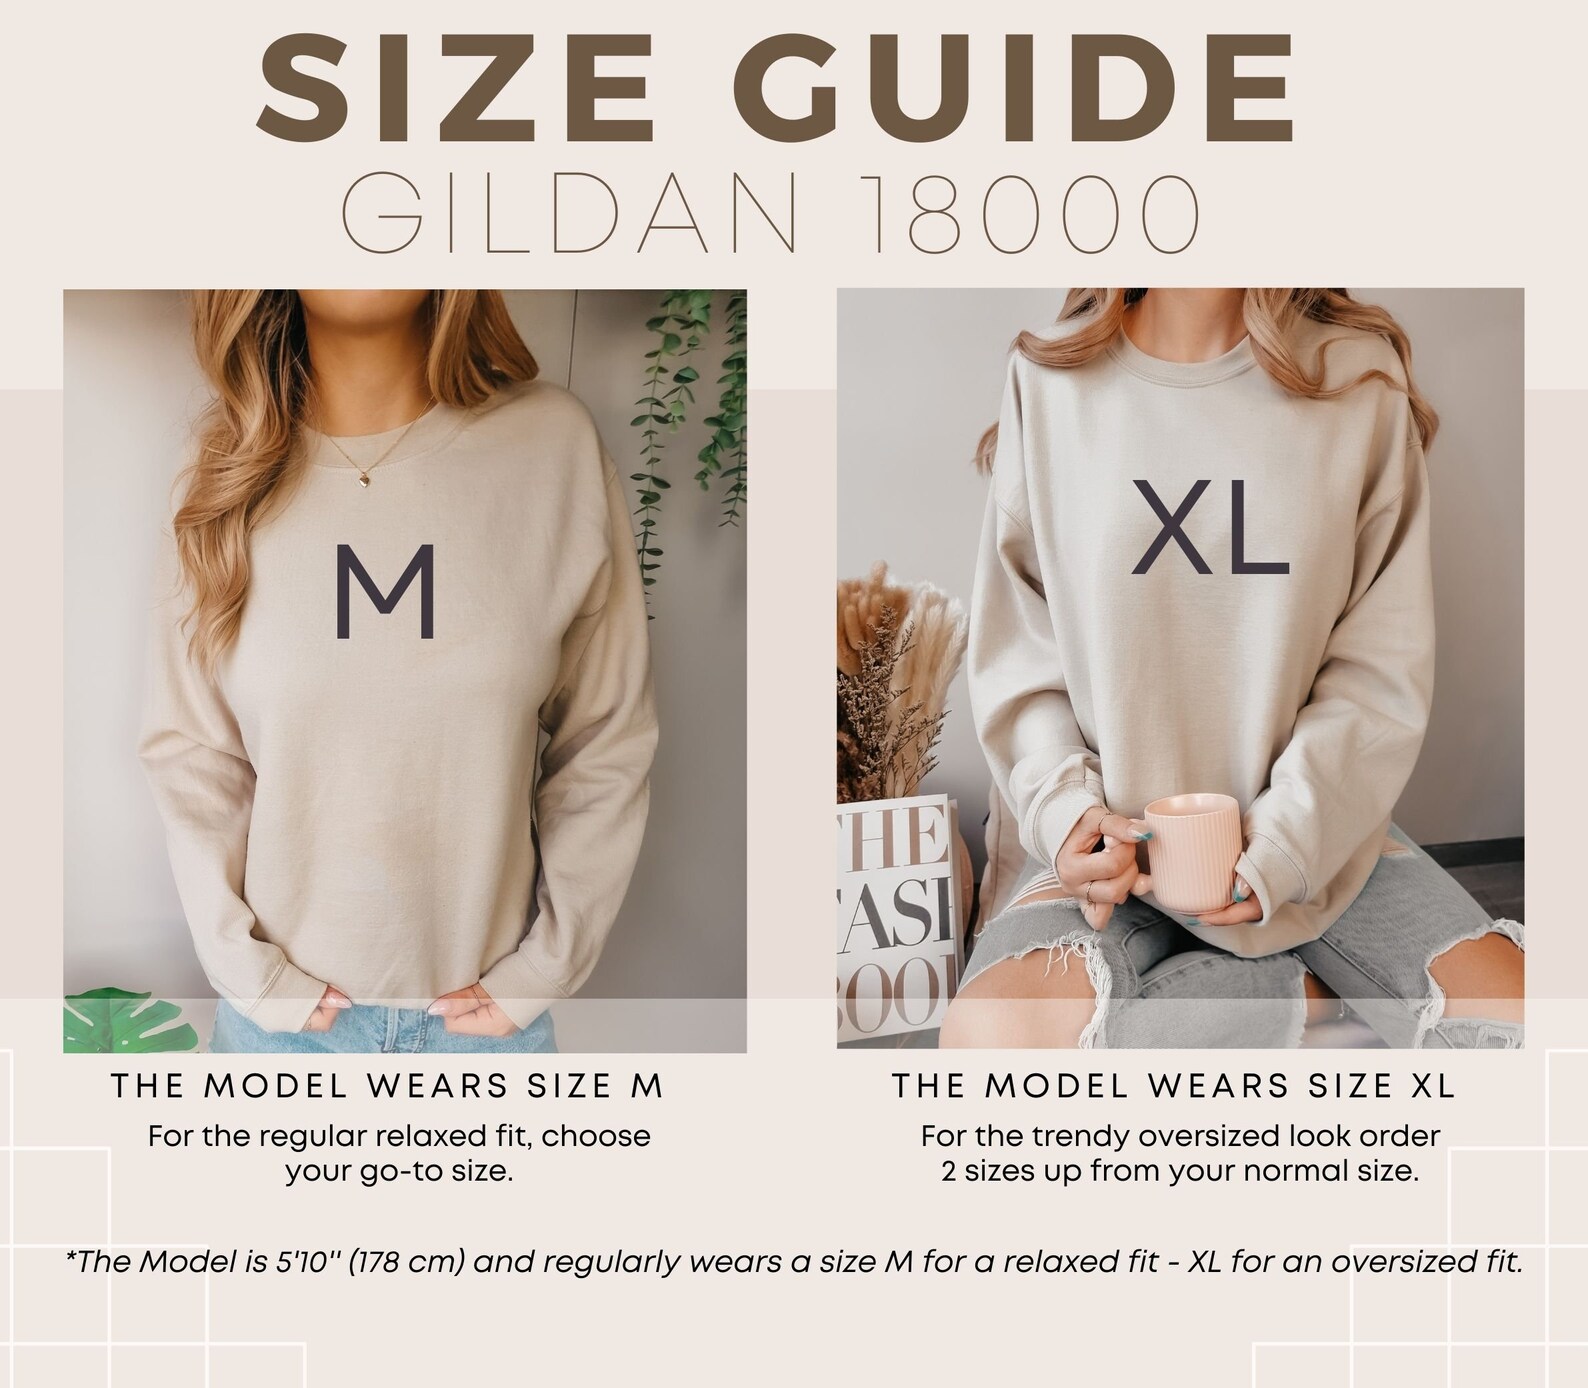 SIZE GUIDE
GILDAN 18000
M
XL
THE MODEL WEARS SIZE M
For the regular relaxed fit, choose
your go-to size.
THE MODEL WEARS SIZE XL
For the trendy oversized look order
2 sizes up from your normal size.
*The Model is 5'10'' (178 cm) and regularly wears a size M for a relaxed fit - XL for an oversized fit.